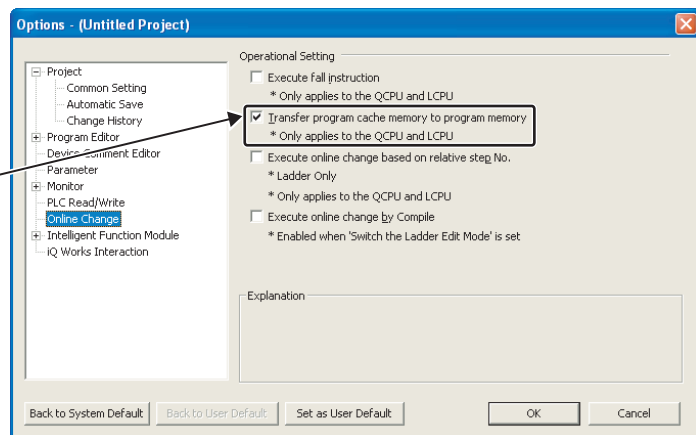 Options - (Untitled Project)
Project
Common Setting
Automatic Save
Change History
Program Editor
Device Comment Editor
Parameter
Monitor
PLC Read/Write
Online Change
Intelligent Function Module
iQ Works Interaction
Operational Setting
Execute fall instruction
* Only applies to the QCPU and LCPU
Transfer program cache memory to program memory
* Only applies to the QCPU and LCPU
Execute online change based on relative step No.
* Ladder Only
* Only applies to the QCPU and LCPU
Execute online change by Compile
* Enabled when 'Switch the Ladder Edit Mode' is set
Explanation
Back to System Default
Back to User Default
Set as User Default
OK
Cancel